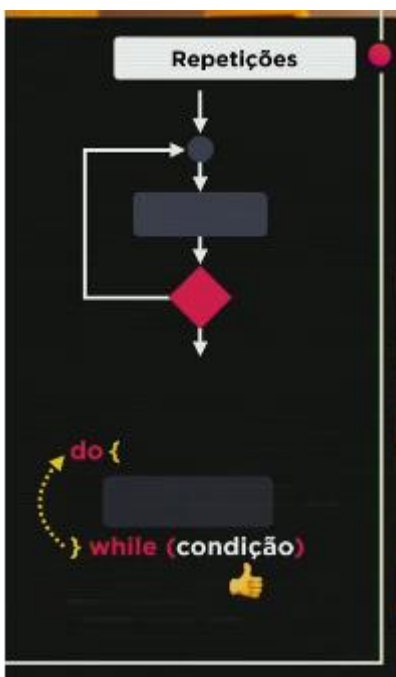 Repetições
do {
} while (condição)